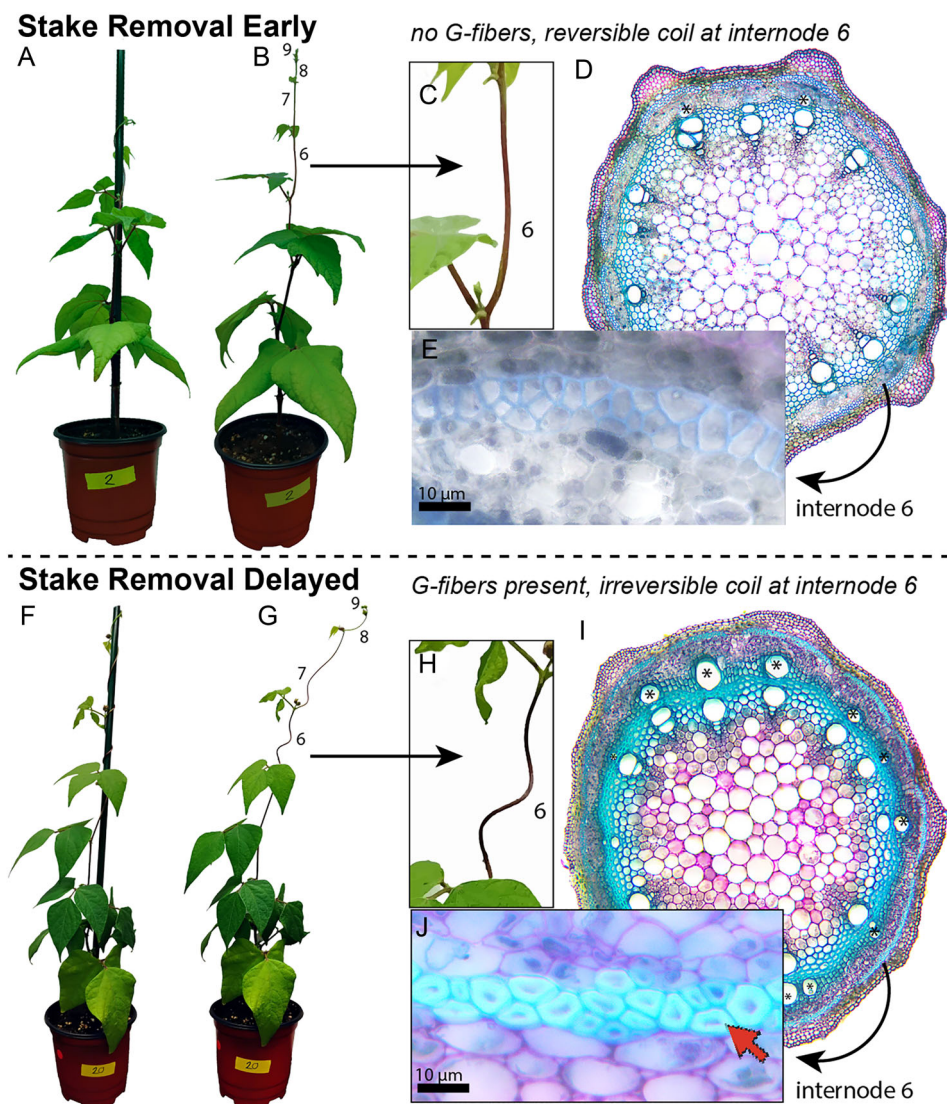 Stake Removal Early
no G-fibers, reversible coil at internode 6
A
B
9
8
7
6
C
6
D
*
*
E
10 µm
2
2
internode 6
Stake Removal Delayed
G-fibers present, irreversible coil at internode 6
F
G
9
8
7
6
H
6
I
*
*
*
*
*
*
*
*
*
*
J
10 µm
20
20
internode 6